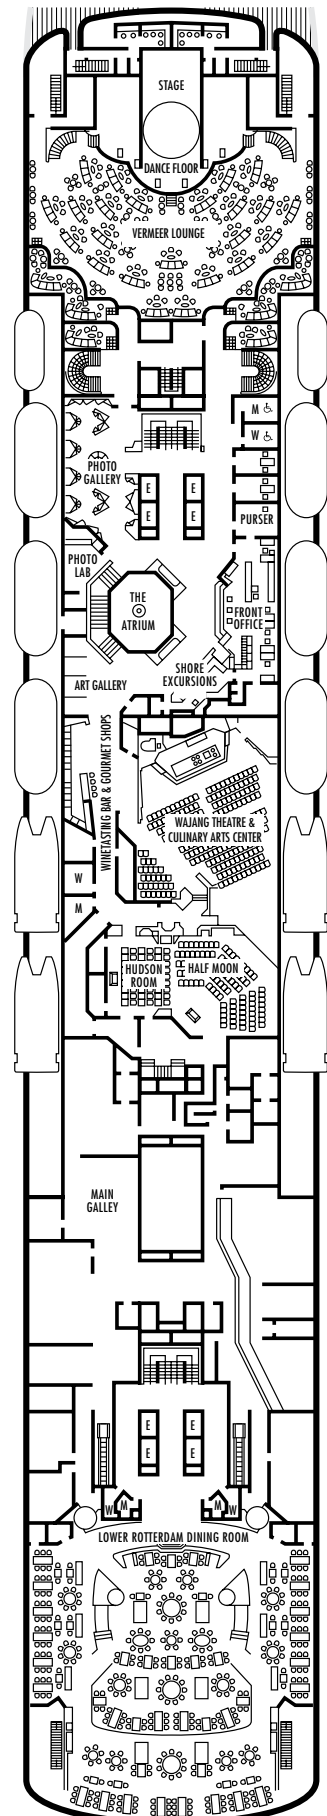 STAGE
DANCE FLOOR
VERMEER LOUNGE
M
W
PHOTO
GALLERY
E
E
E
E
PURSER
PHOTO
LAB
THE
ATRIUM
FRONT
OFFICE
SHORE
EXCURSIONS
ART GALLERY
WINETASTING BAR & GOURMET SHOPS
WAJANG THEATRE &
CULINARY ARTS CENTER
W
M
HUDSON
ROOM
HALF MOON
MAIN
GALLEY
E
E
E
E
W
M
M
W
LOWER ROTTERDAM DINING ROOM